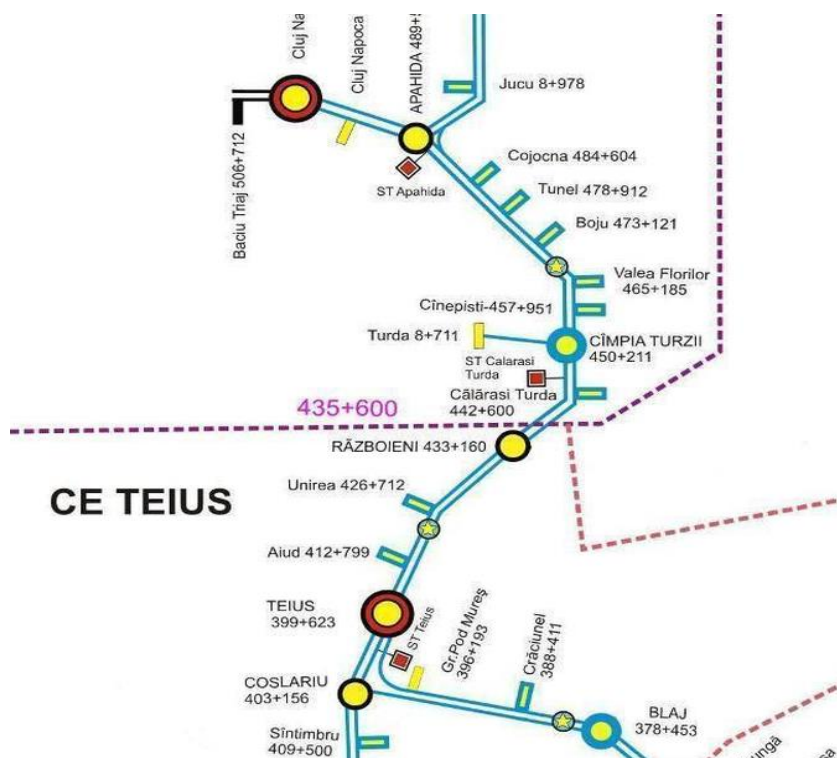 Cluj
Cluj Napoca
APAHIDA
Jucu 8+978
Baciu Triaj 506+712
ST Apahida
Cojocna 484+604
Tunel 478+912
Boju 473+121
Valea Florilor
465+185
Cînepisti-457+951
Turda 8+711
CÎMPIA TURZII
450+211
ST Calarasi
Turda
Călărasi Turda
442+600
435+600
RĂZBOIENI 433+160
CE TEIUS
Unirea 426+712
Aiud 412+799
TEIUS
399+623
ST Teius
Gr.Pod Mureş
396+193
Crăciunel
388+411
COSLARIU
403+156
BLAJ
378+453
Sîntimbru
409+500